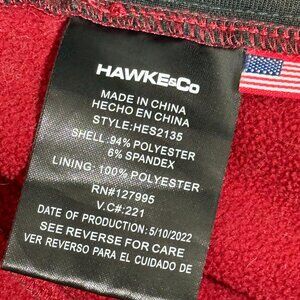 HAWKE&Co
MADE IN CHINA
HECHO EN CHINA
STYLE:HES2135
SHELL: 94% POLYESTER
6% SPANDEX
LINING: 100% POLYESTER
RN#127995
V.C#:221
DATE OF PRODUCTION: 5/10/2022
SEE REVERSE FOR CARE
VER REVERSO PARA EL CUIDADO DE